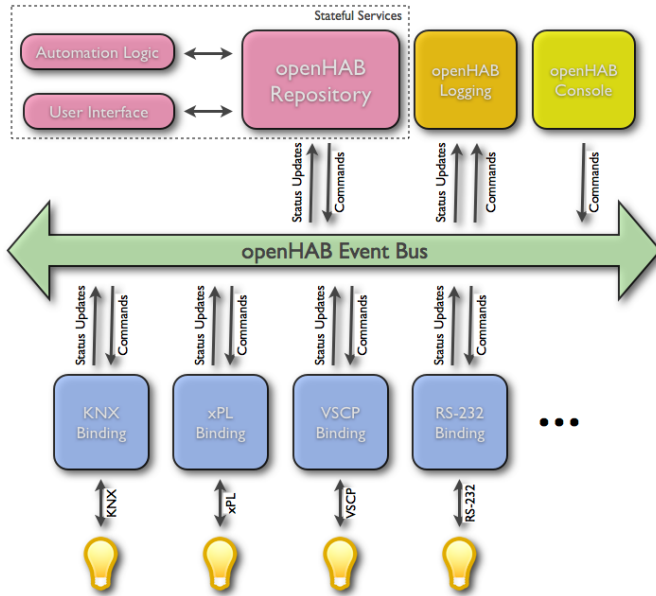 Stateful Services
Automation Logic
User Interface
openHAB
Repository
openHAB
Logging
openHAB
Console
Status Updates
Commands
Status Updates
Commands
Commands
openHAB Event Bus
Status Updates
Commands
Status Updates
Commands
Status Updates
Commands
Status Updates
Commands
KNX
Binding
xPL
Binding
VSCP
Binding
RS-232
Binding
KNX
xPL
VSCP
RS-232